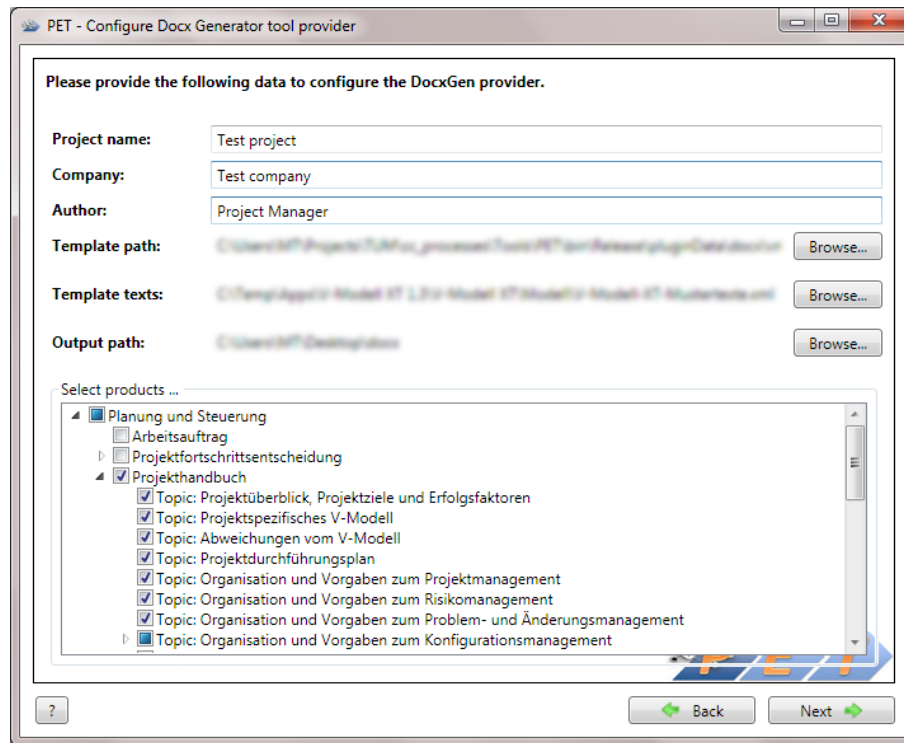 PET - Configure Docx Generator tool provider
Please provide the following data to configure the DocxGen provider.
Project name: Test project
Company: Test company
Author: Project Manager
Template path: Browse...
Template texts: Browse...
Output path: Browse...
Select products ...
Planung und Steuerung
Arbeitsauftrag
Projektfortschrittsentscheidung
Projekthandbuch
Topic: Projektüberblick, Projektziele und Erfolgsfaktoren
Topic: Projektspezifisches V-Modell
Topic: Abweichungen vom V-Modell
Topic: Projektdurchführungsplan
Topic: Organisation und Vorgaben zum Projektmanagement
Topic: Organisation und Vorgaben zum Risikomanagement
Topic: Organisation und Vorgaben zum Problem- und Änderungsmanagement
Topic: Organisation und Vorgaben zum Konfigurationsmanagement
PET
? Back Next